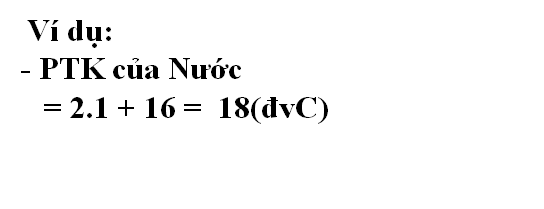 Ví dụ:
- PTK của Nước
= 2.1 + 16 = 18(đvC)